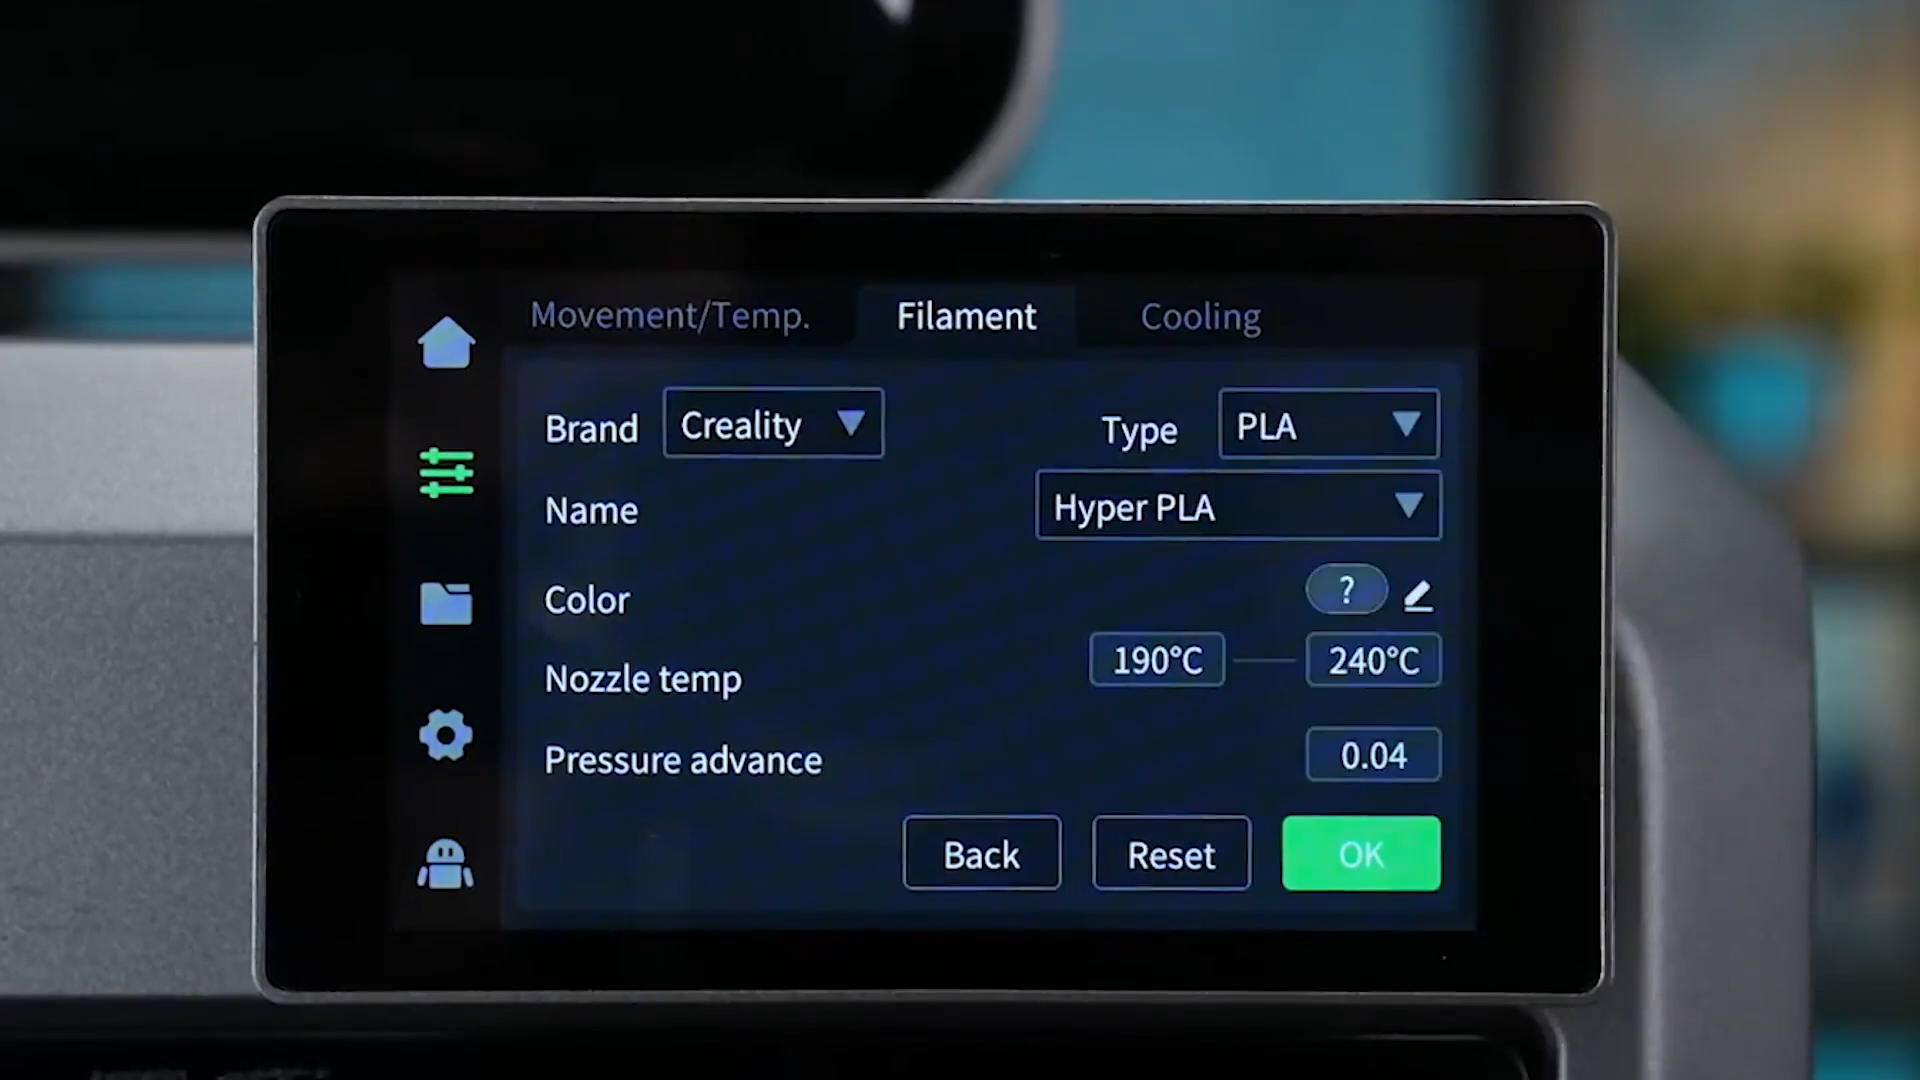 Movement/Temp. Filament Cooling
Brand Creality Type PLA
Name Hyper PLA
Color ?
Nozzle temp 190°C 240°C
Pressure advance 0.04
Back Reset OK